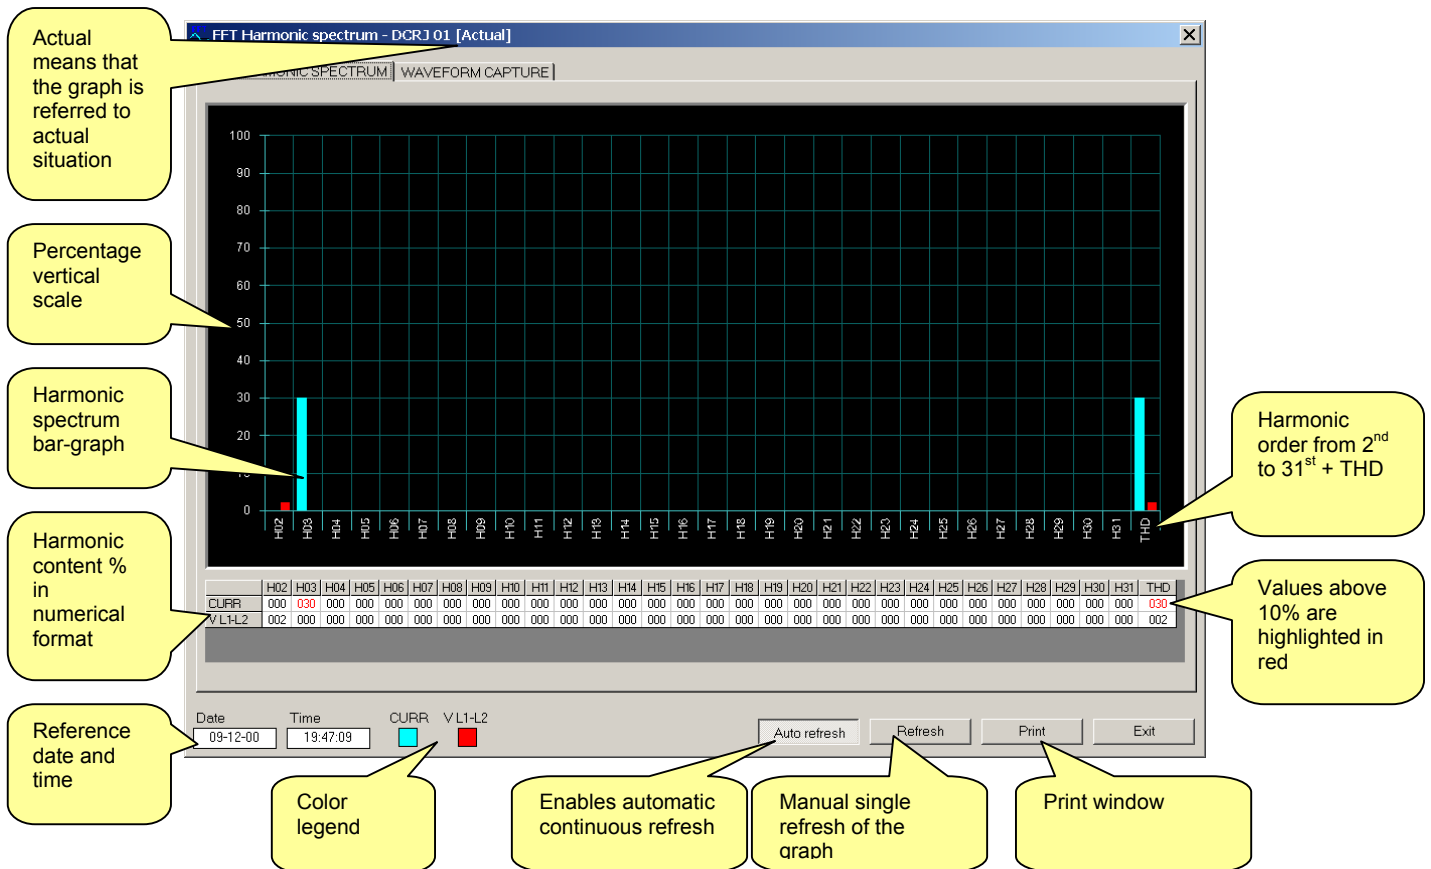 Actual
means that
the graph is
referred to
actual
situation
FFT Harmonic spectrum - DCRJ 01 [Actual]
SPECTRUM
WAVEFORM CAPTURE
100
90
80
70
60
50
40
30
20
0
H02 H03 H04 H05 H06 H07 H08 H09 H10 H11 H12 H13 H14 H15 H16 H17 H18 H19 H20 H21 H22 H23 H24 H25 H26 H27 H28 H29 H30 H31 THD
Percentage
vertical
scale
Harmonic
spectrum
bar-graph
Harmonic
order from 2nd
to 31st + THD
Harmonic
content %
in
numerical
format
H02 H03 H04 H05 H06 H07 H08 H09 H10 H11 H12 H13 H14 H15 H16 H17 H18 H19 H20 H21 H22 H23 H24 H25 H26 H27 H28 H29 H30 H31 THD
CURR 000 030 000 000 000 000 000 000 000 000 000 000 000 000 000 000 000 000 000 000 000 000 000 000 000 000 000 000 000 000 030
V L1-L2 002 000 000 000 000 000 000 000 000 000 000 000 000 000 000 000 000 000 000 000 000 000 000 000 000 000 000 000 000 000 002
Values above
10% are
highlighted in
red
Reference
date and
time
Date Time CURR V L1-L2
09-12-00 19:47:09
Auto refresh Refresh Print Exit
Color
legend
Enables automatic
continuous refresh
Manual single
refresh of the
graph
Print window